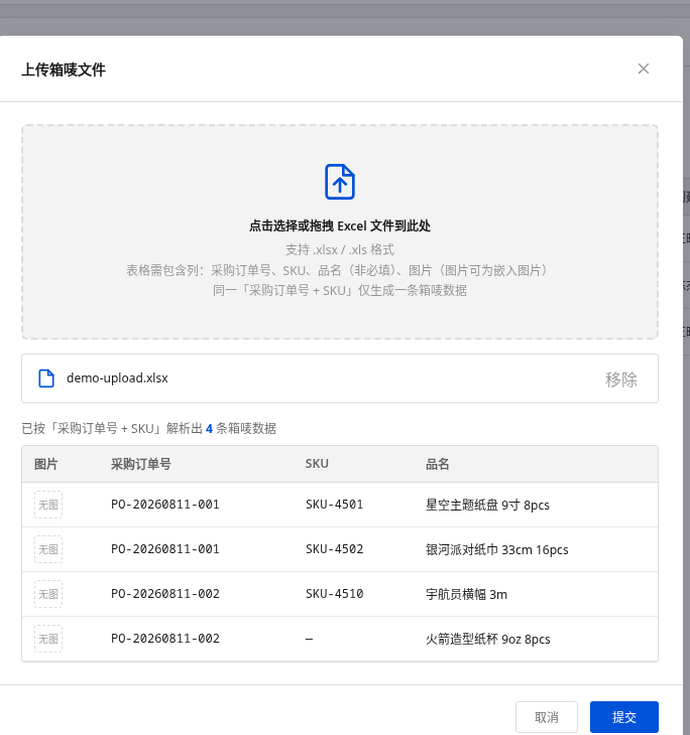 上传箱唛文件
点击选择或拖拽 Excel 文件到此处
支持 .xlsx / .xls 格式
表格需包含列：采购订单号、SKU、品名（非必填）、图片（图片可为嵌入图片）
同一「采购订单号 + SKU」仅生成一条箱唛数据
demo-upload.xlsx 移除
已按「采购订单号 + SKU」解析出 4 条箱唛数据
图片 采购订单号 SKU 品名
无图 PO-20260811-001 SKU-4501 星空主题纸盘 9寸 8pcs
无图 PO-20260811-001 SKU-4502 银河派对纸巾 33cm 16pcs
无图 PO-20260811-002 SKU-4510 宇航员横幅 3m
无图 PO-20260811-002 — 火箭造型纸杯 9oz 8pcs
取消 提交